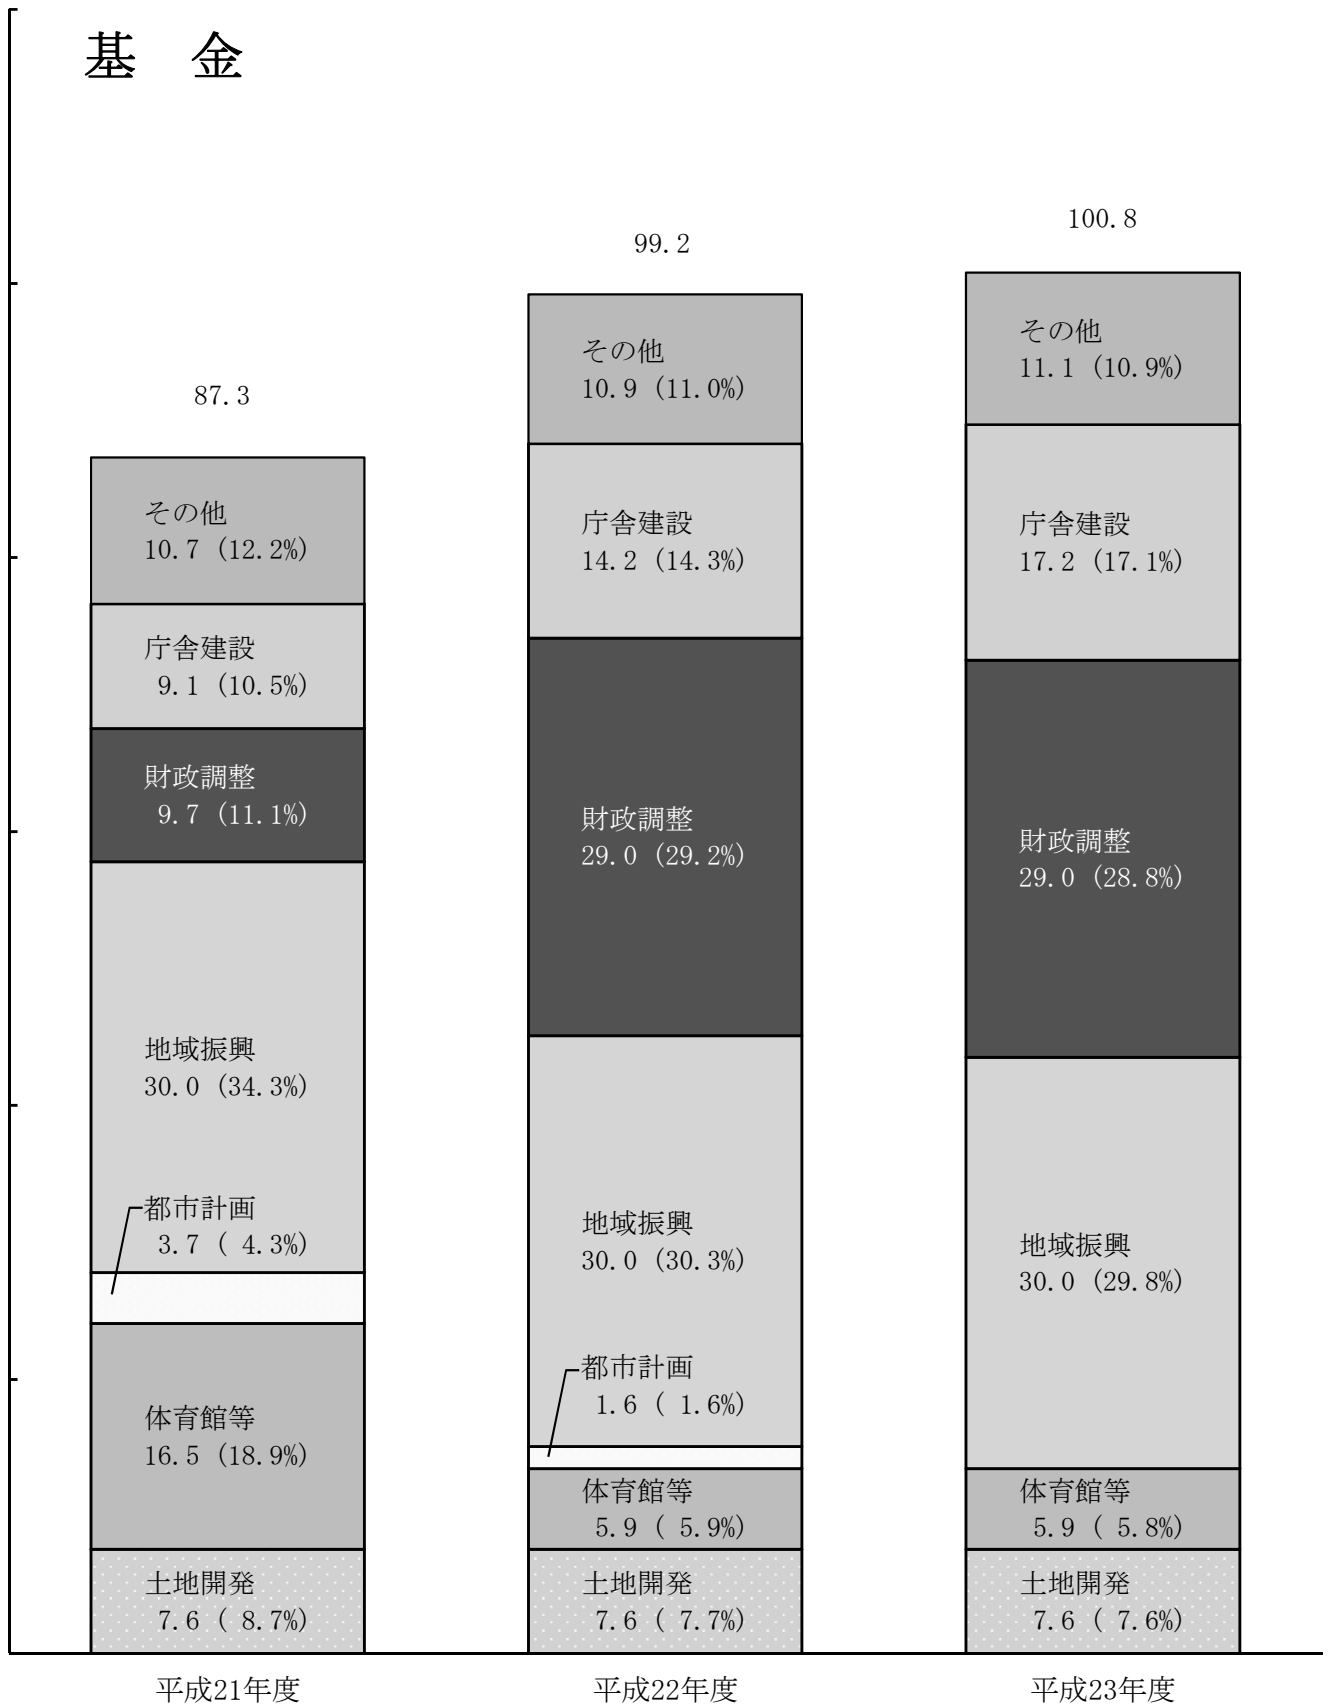 基　金
87.3
その他
10.7 (12.2%)
庁舎建設
9.1 (10.5%)
財政調整
9.7 (11.1%)
地域振興
30.0 (34.3%)
都市計画
3.7 ( 4.3%)
体育館等
16.5 (18.9%)
土地開発
7.6 ( 8.7%)
平成21年度
99.2
その他
10.9 (11.0%)
庁舎建設
14.2 (14.3%)
財政調整
29.0 (29.2%)
地域振興
30.0 (30.3%)
都市計画
1.6 ( 1.6%)
体育館等
5.9 ( 5.9%)
土地開発
7.6 ( 7.7%)
平成22年度
100.8
その他
11.1 (10.9%)
庁舎建設
17.2 (17.1%)
財政調整
29.0 (28.8%)
地域振興
30.0 (29.8%)
体育館等
5.9 ( 5.8%)
土地開発
7.6 ( 7.6%)
平成23年度